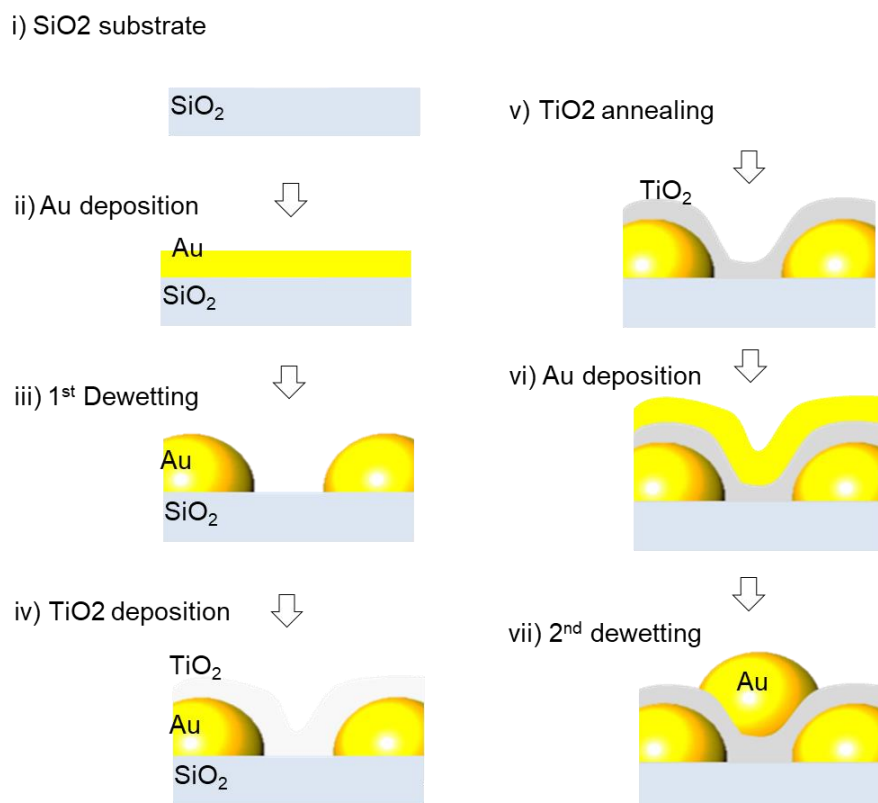 i) SiO2 substrate
SiO₂
ii) Au deposition
Au
SiO₂
iii) 1ˢᵗ Dewetting
Au
SiO₂
iv) TiO2 deposition
TiO₂
Au
SiO₂
v) TiO2 annealing
TiO₂
vi) Au deposition
vii) 2ⁿᵈ dewetting
Au